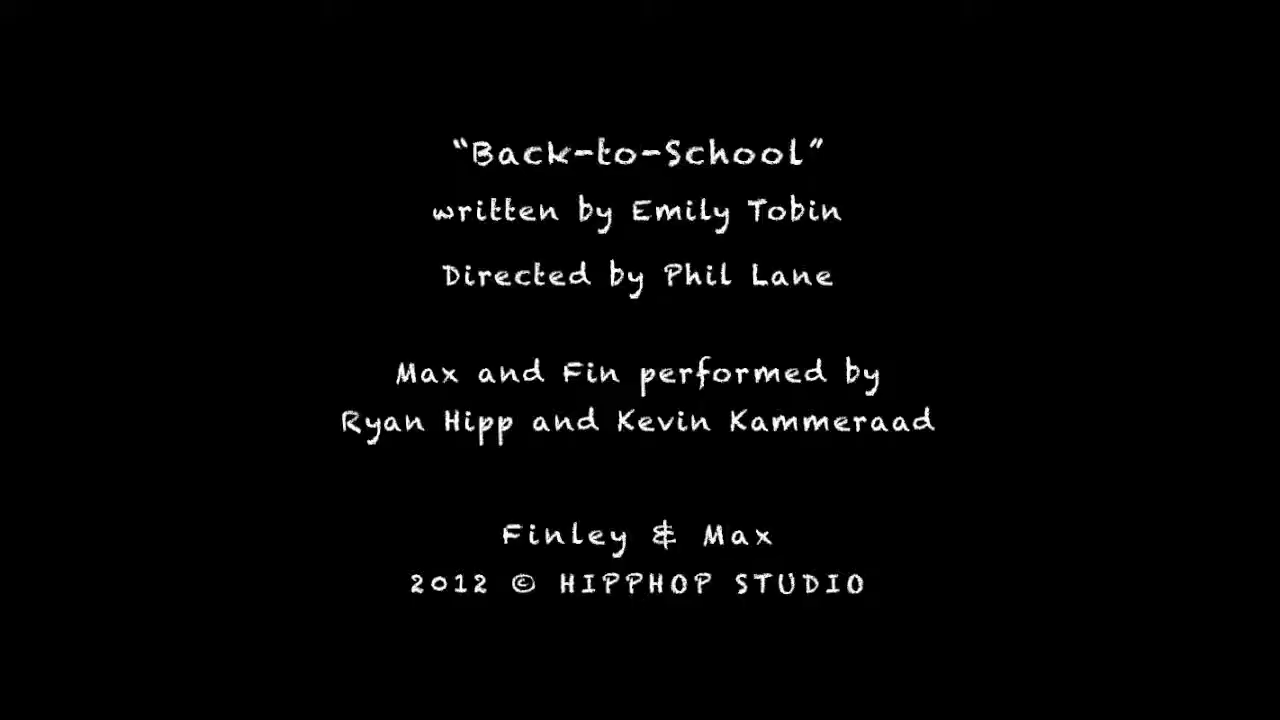 “Back-to-School”
written by Emily Tobin
Directed by Phil Lane
Max and Fin performed by
Ryan Hipp and Kevin Kammeraad
Finley & Max
2012 © HIPPHOP STUDIO